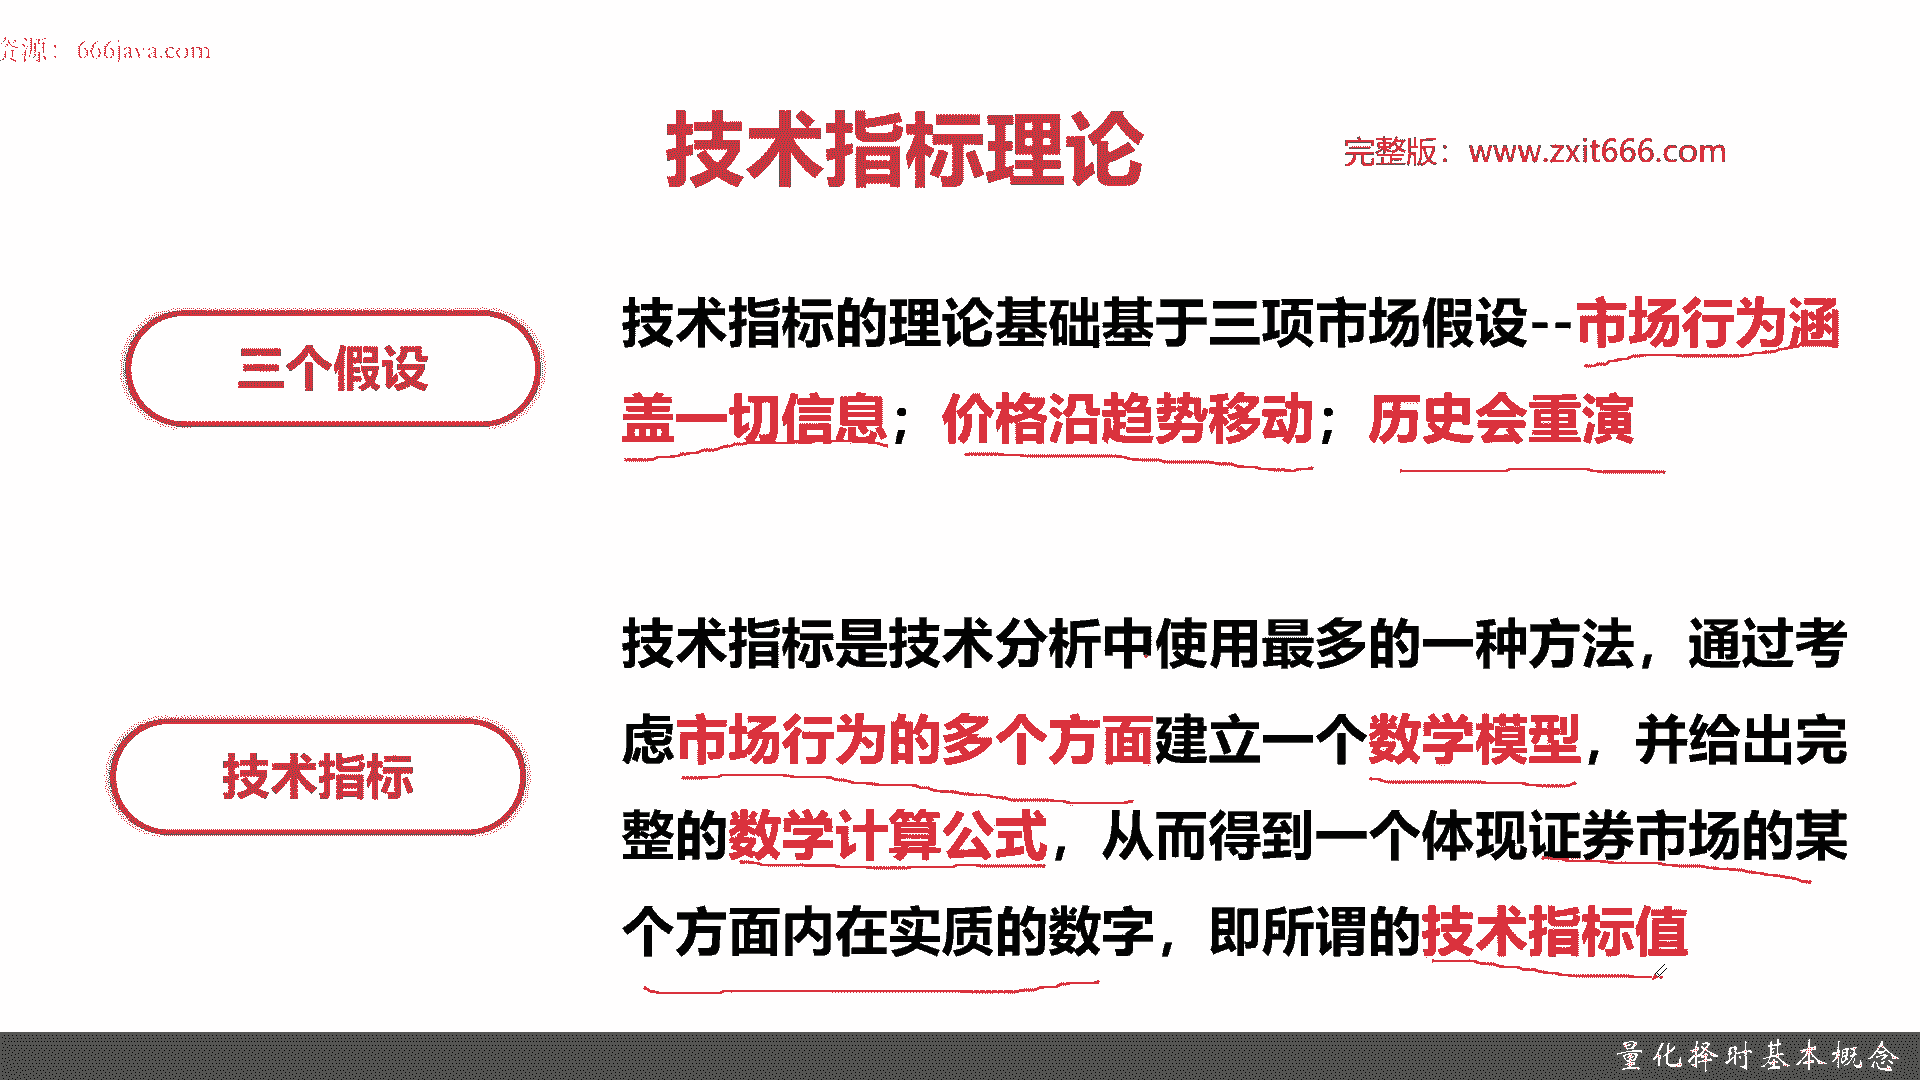 资源：666java.com
技术指标理论
完整版：www.zxit666.com
三个假设
技术指标的理论基础基于三项市场假设--市场行为涵
盖一切信息；价格沿趋势移动；历史会重演
技术指标
技术指标是技术分析中使用最多的一种方法，通过考
虑市场行为的多个方面建立一个数学模型，并给出完
整的数学计算公式，从而得到一个体现证券市场的某
个方面内在实质的数字，即所谓的技术指标值
量化择时基本概念